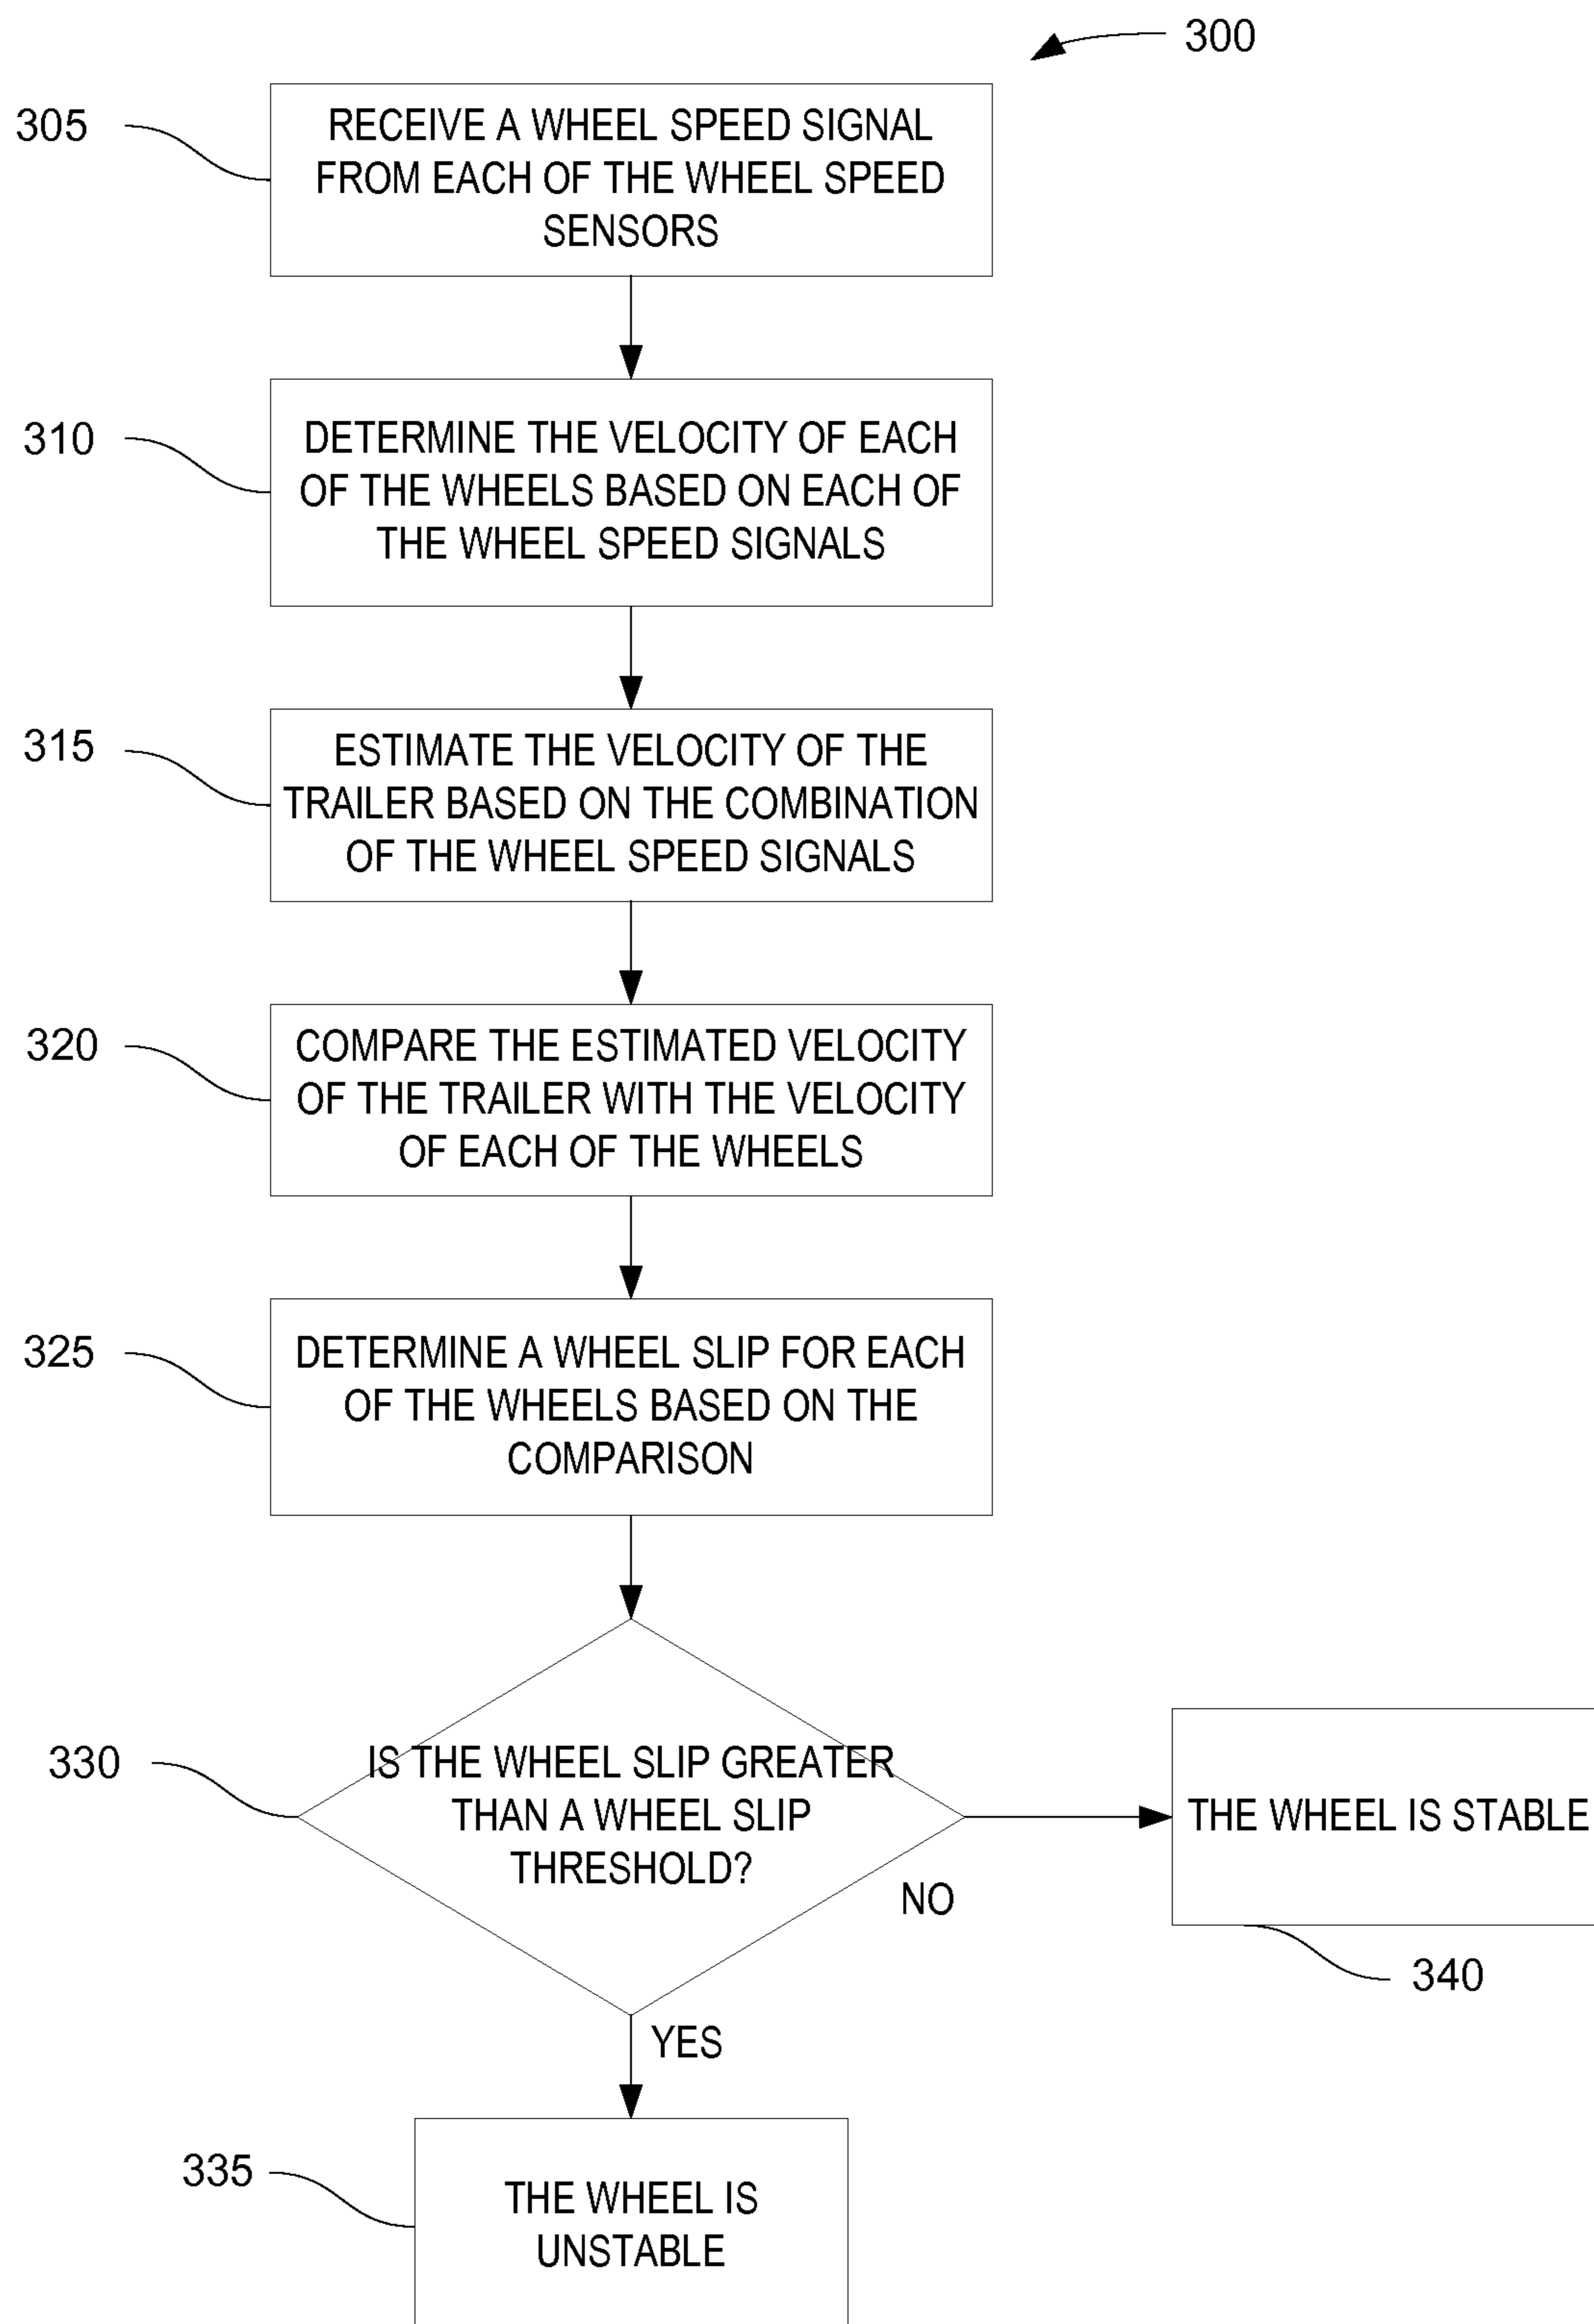 300
305
RECEIVE A WHEEL SPEED SIGNAL
FROM EACH OF THE WHEEL SPEED
SENSORS
310
DETERMINE THE VELOCITY OF EACH
OF THE WHEELS BASED ON EACH OF
THE WHEEL SPEED SIGNALS
315
ESTIMATE THE VELOCITY OF THE
TRAILER BASED ON THE COMBINATION
OF THE WHEEL SPEED SIGNALS
320
COMPARE THE ESTIMATED VELOCITY
OF THE TRAILER WITH THE VELOCITY
OF EACH OF THE WHEELS
325
DETERMINE A WHEEL SLIP FOR EACH
OF THE WHEELS BASED ON THE
COMPARISON
330
IS THE WHEEL SLIP GREATER
THAN A WHEEL SLIP
THRESHOLD?
THE WHEEL IS STABLE
NO
340
YES
335
THE WHEEL IS
UNSTABLE